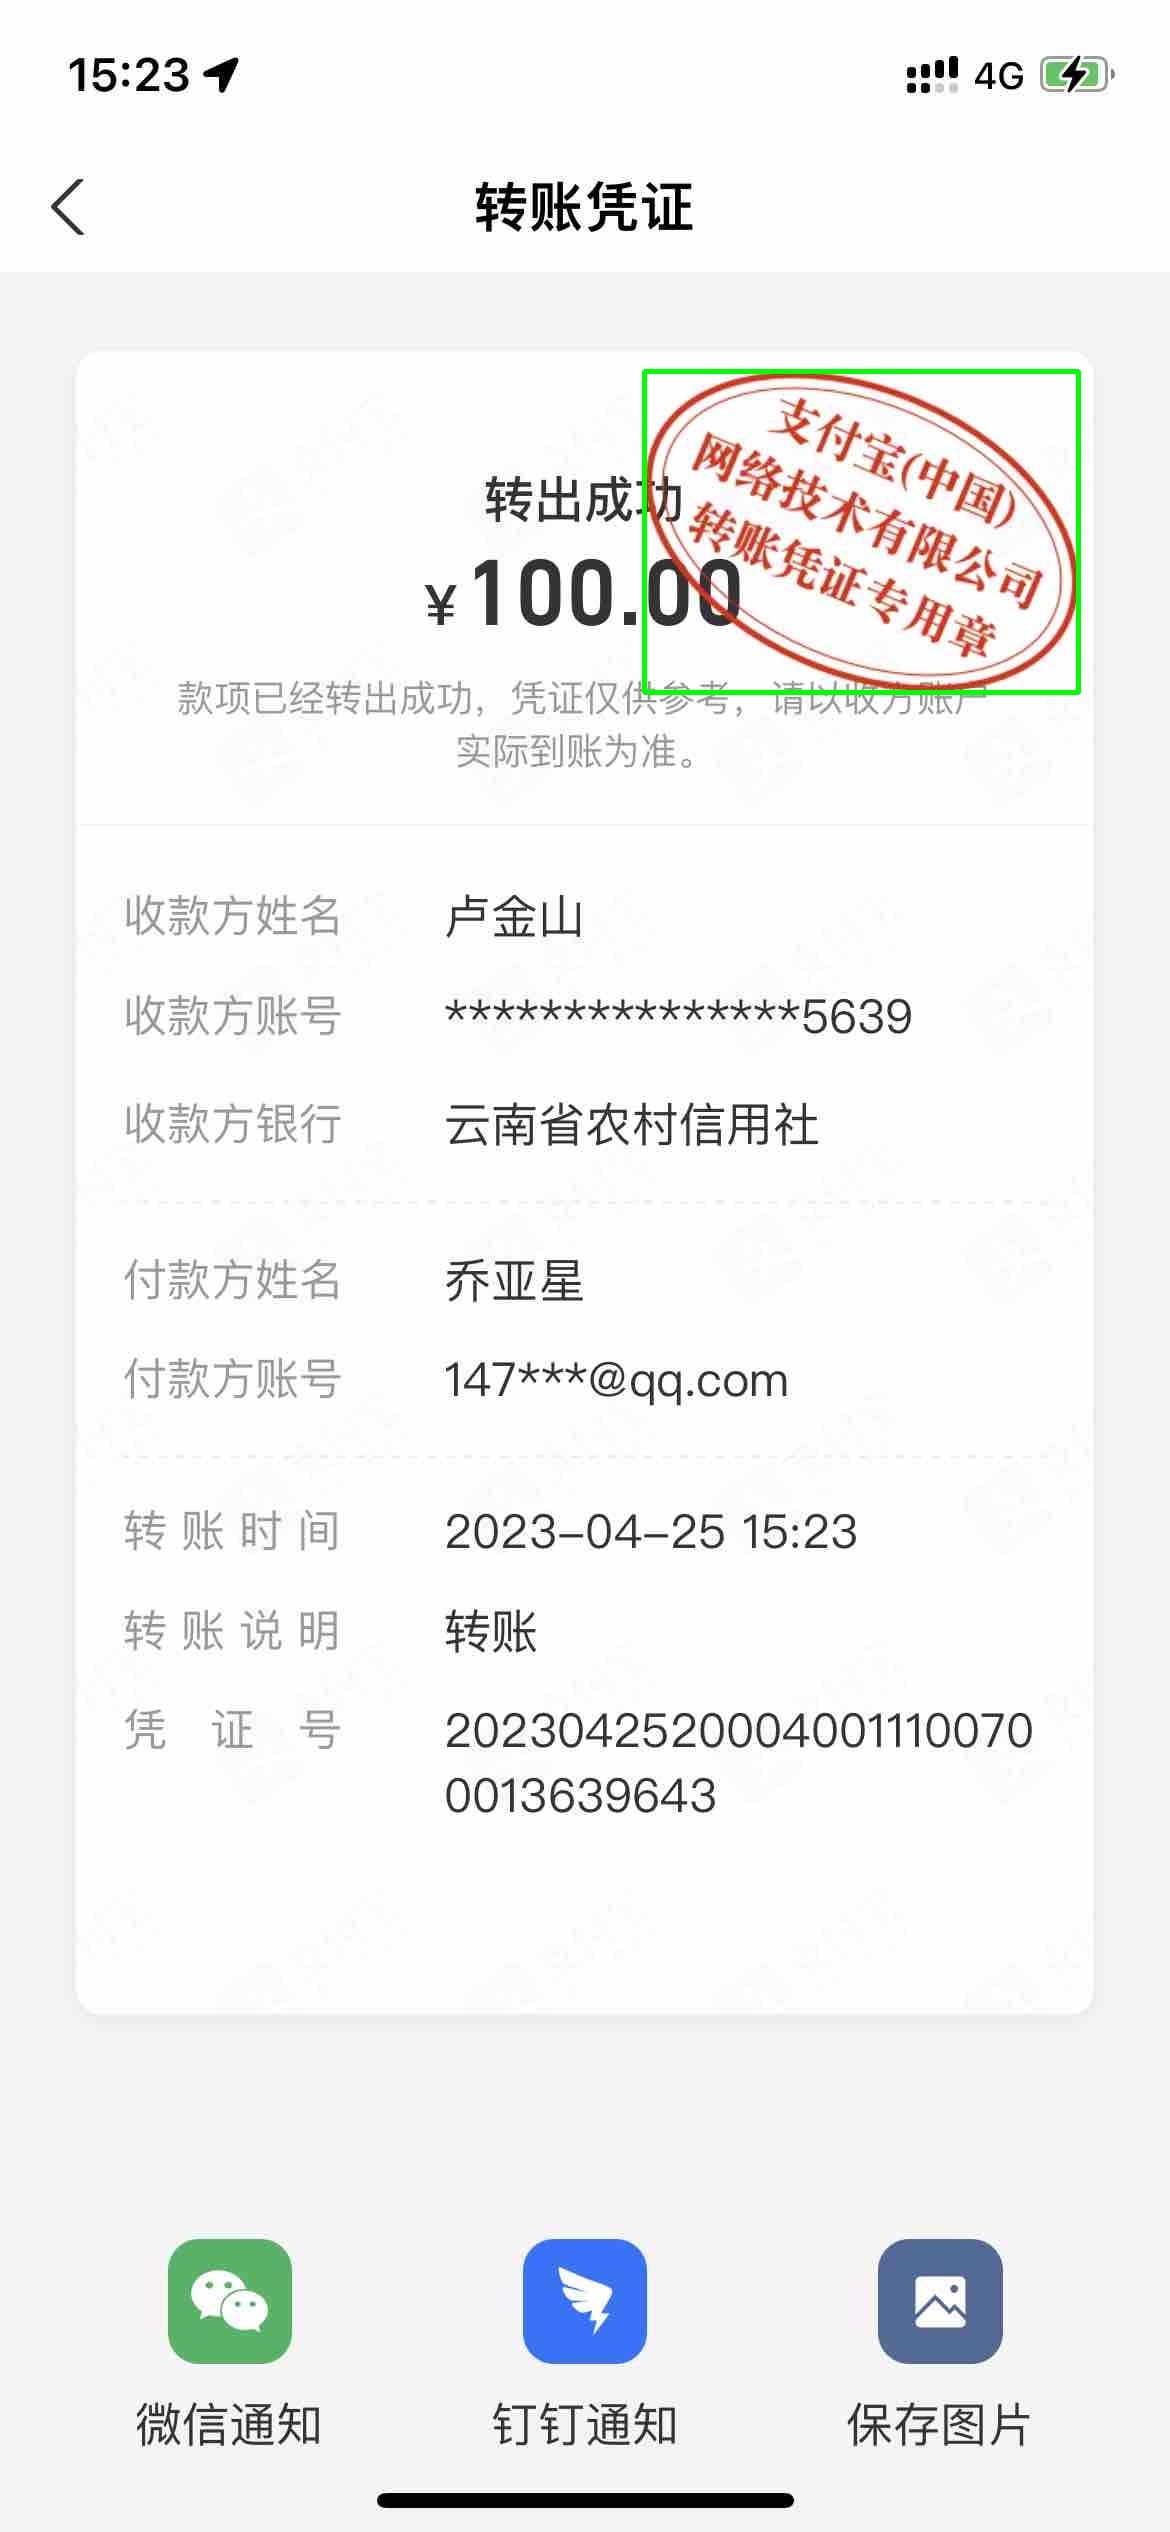 15:23
4G
转账凭证
支付宝(中国)
网络技术有限公司
转账凭证专用章
转出成功
¥100.00
款项已经转出成功，凭证仅供参考，请以收方账户
实际到账为准。
收款方姓名 卢金山
收款方账号 ***************5639
收款方银行 云南省农村信用社
付款方姓名 乔亚星
付款方账号 147***@qq.com
转账时间 2023-04-25 15:23
转账说明 转账
凭证号 2023042520004001110070
0013639643
微信通知 钉钉通知 保存图片